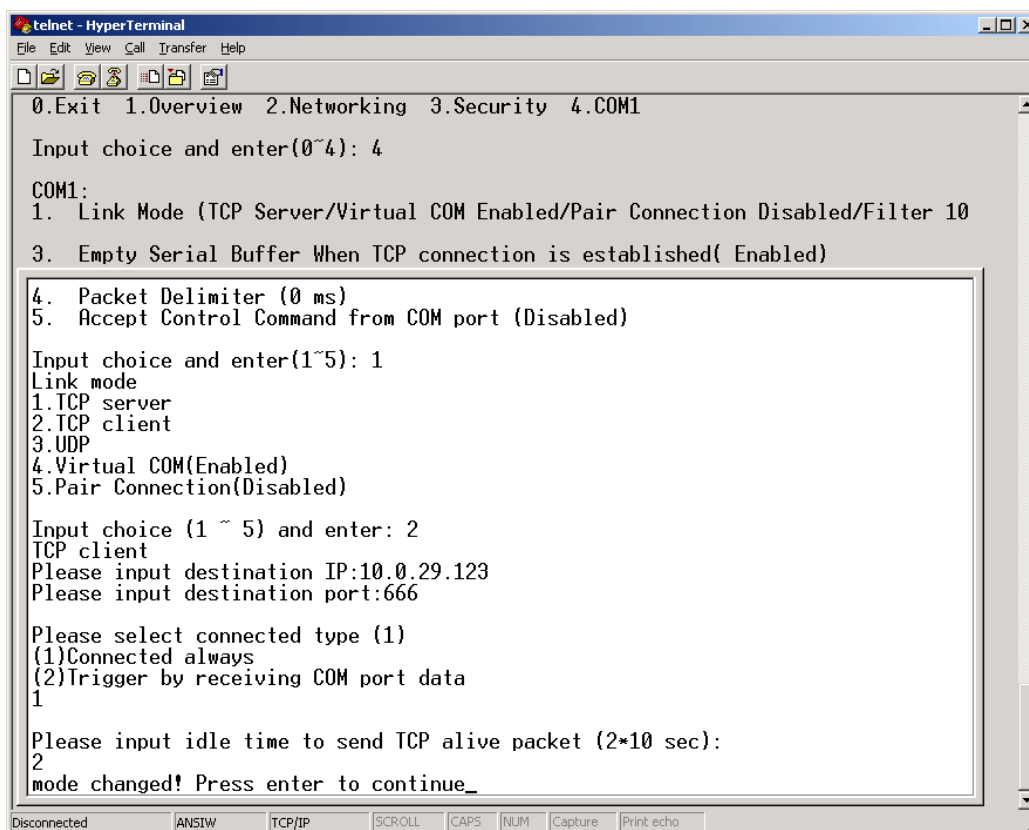 telnet - HyperTerminal
File Edit View Call Transfer Help
0.Exit 1.Overview 2.Networking 3.Security 4.COM1
Input choice and enter(0~4): 4
COM1:
1. Link Mode (TCP Server/Virtual COM Enabled/Pair Connection Disabled/Filter 10
3. Empty Serial Buffer When TCP connection is established( Enabled)
4. Packet Delimiter (0 ms)
5. Accept Control Command from COM port (Disabled)
Input choice and enter(1~5): 1
Link mode
1.TCP server
2.TCP client
3.UDP
4.Virtual COM(Enabled)
5.Pair Connection(Disabled)
Input choice (1 ~ 5) and enter: 2
TCP client
Please input destination IP:10.0.29.123
Please input destination port:666
Please select connected type (1)
(1)Connected always
(2)Trigger by receiving COM port data
1
Please input idle time to send TCP alive packet (2*10 sec):
2
mode changed! Press enter to continue_
Disconnected ANSIW TCP/IP SCROLL CAPS NUM Capture Print echo